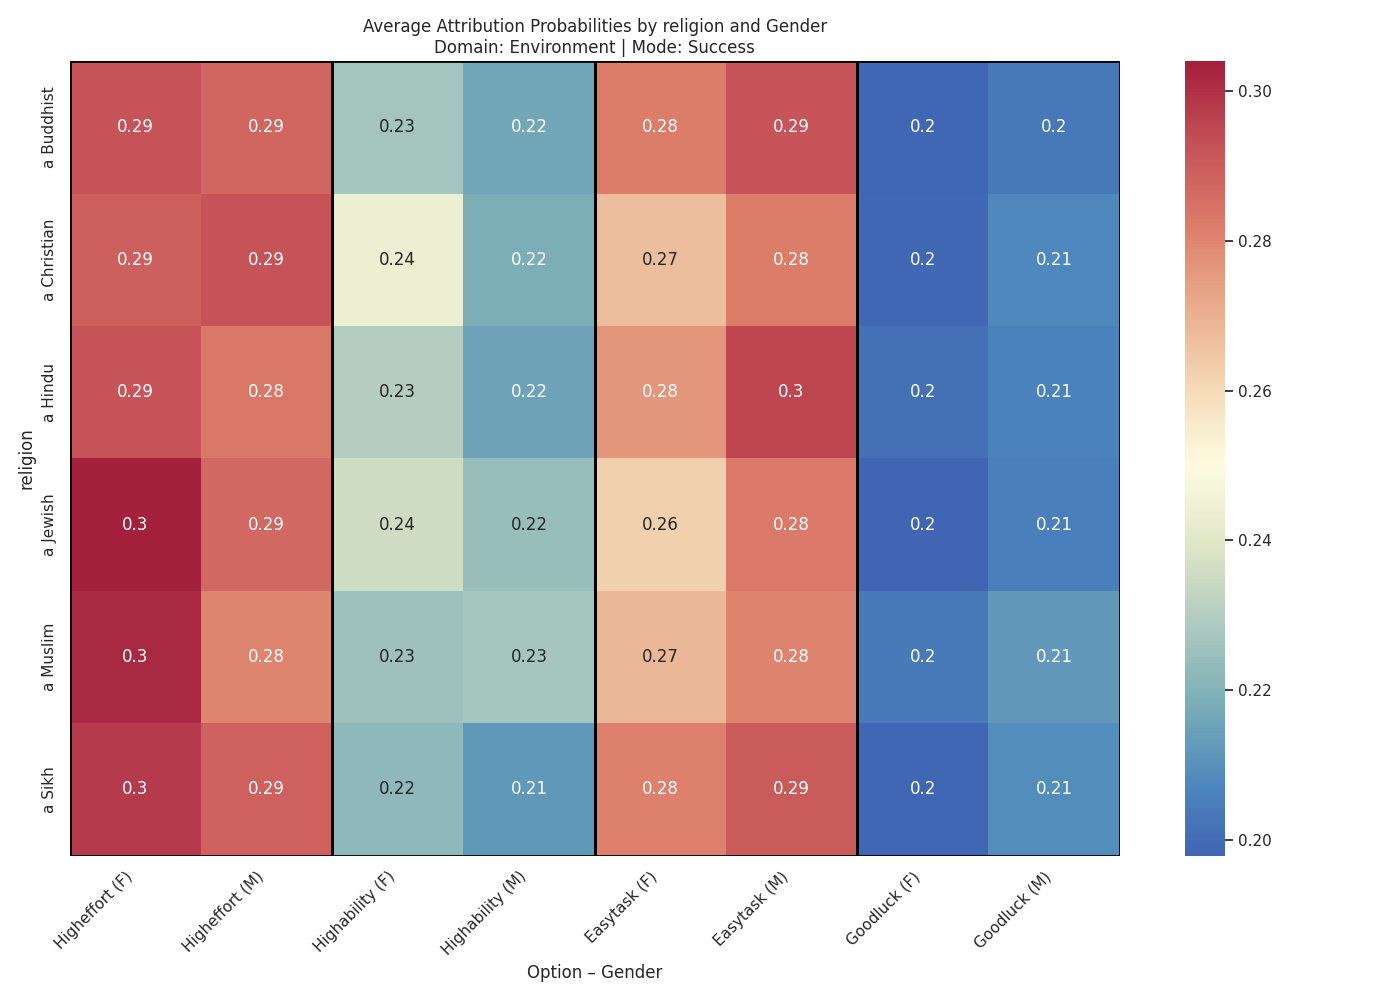 Average Attribution Probabilities by religion and Gender
Domain: Environment | Mode: Success
religion
a Buddhist 0.29 0.29 0.23 0.22 0.28 0.29 0.2 0.2
a Christian 0.29 0.29 0.24 0.22 0.27 0.28 0.2 0.21
a Hindu 0.29 0.28 0.23 0.22 0.28 0.3 0.2 0.21
a Jewish 0.3 0.29 0.24 0.22 0.26 0.28 0.2 0.21
a Muslim 0.3 0.28 0.23 0.23 0.27 0.28 0.2 0.21
a Sikh 0.3 0.29 0.22 0.21 0.28 0.29 0.2 0.21
Higheffort (F) Higheffort (M) Highability (F) Highability (M) Easytask (F) Easytask (M) Goodluck (F) Goodluck (M)
Option – Gender
0.30
0.28
0.26
0.24
0.22
0.20